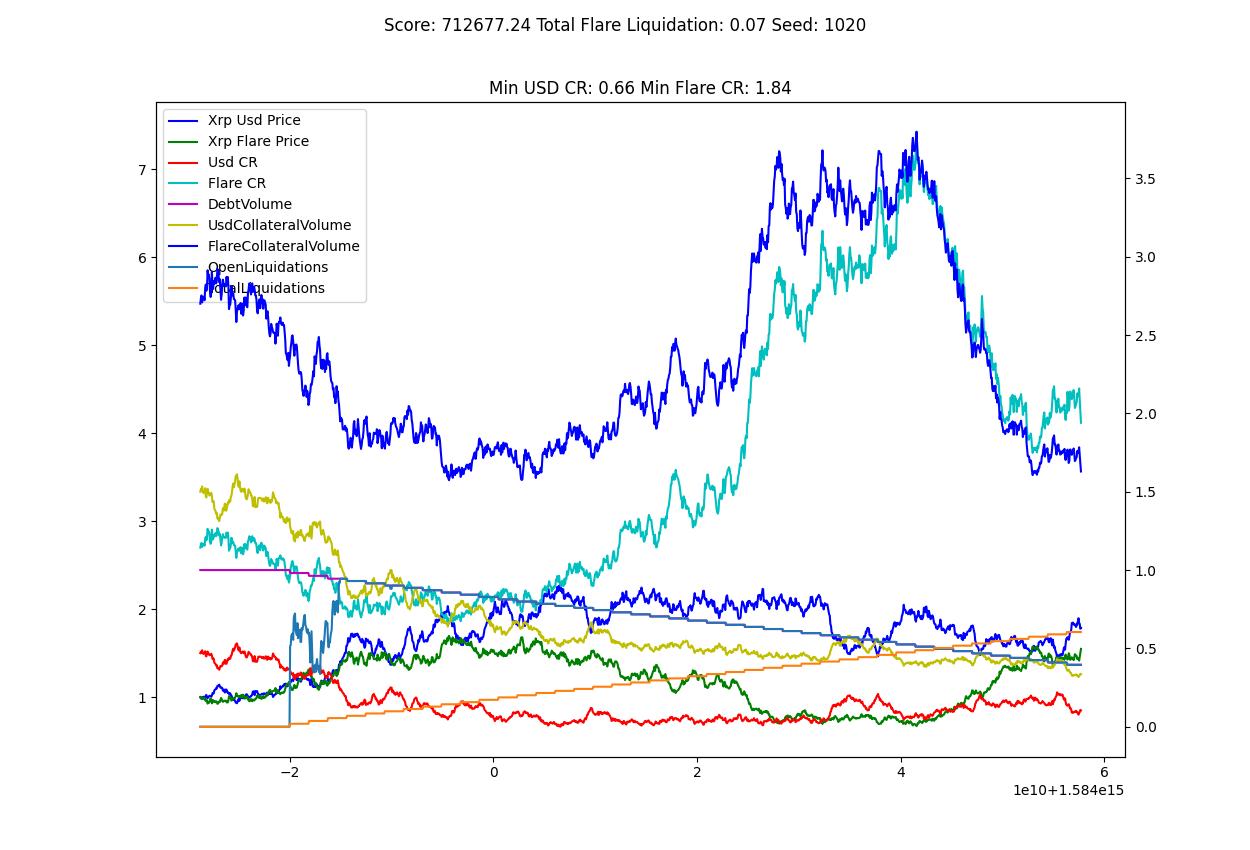 Score: 712677.24 Total Flare Liquidation: 0.07 Seed: 1020
Min USD CR: 0.66 Min Flare CR: 1.84
Xrp Usd Price
Xrp Flare Price
Usd CR
Flare CR
DebtVolume
UsdCollateralVolume
FlareCollateralVolume
OpenLiquidations
TotalLiquidations
7
6
5
4
3
2
1
3.5
3.0
2.5
2.0
1.5
1.0
0.5
0.0
−2
0
2
4
6
1e10+1.584e15